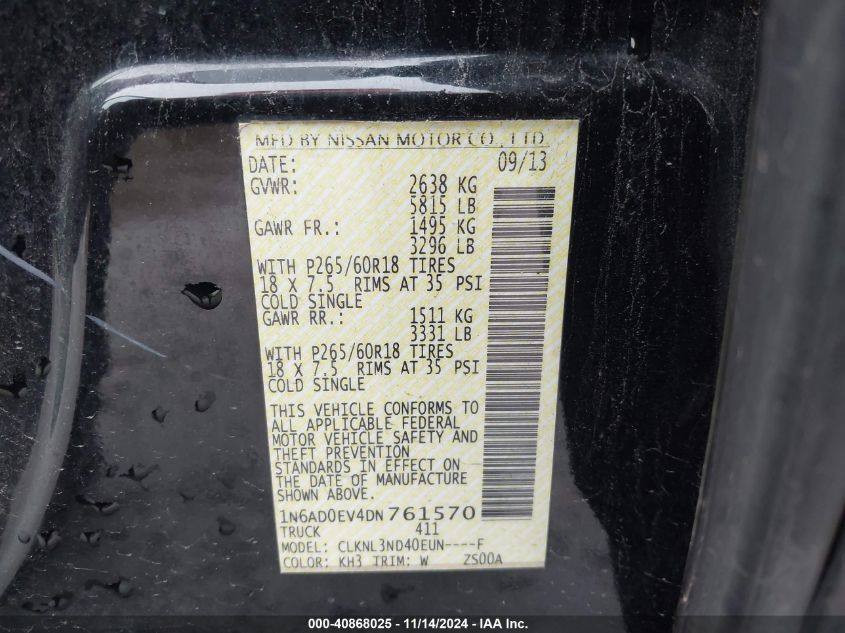 MFD BY NISSAN MOTOR CO., LTD.
DATE: 09/13
GVWR: 2638 KG
5815 LB
GAWR FR.: 1495 KG
3296 LB
WITH P265/60R18 TIRES
18 X 7.5 RIMS AT 35 PSI
COLD SINGLE
GAWR RR.: 1511 KG
3331 LB
WITH P265/60R18 TIRES
18 X 7.5 RIMS AT 35 PSI
COLD SINGLE
THIS VEHICLE CONFORMS TO
ALL APPLICABLE FEDERAL
MOTOR VEHICLE SAFETY AND
THEFT PREVENTION
STANDARDS IN EFFECT ON
THE DATE OF MANUFACTURE
SHOWN ABOVE.
1N6AD0EV4DN761570
TRUCK 411
MODEL: CLKNL3ND40EUN----F
COLOR: KH3 TRIM: W ZS00A
000-40868025 - 11/14/2024 - IAA Inc.